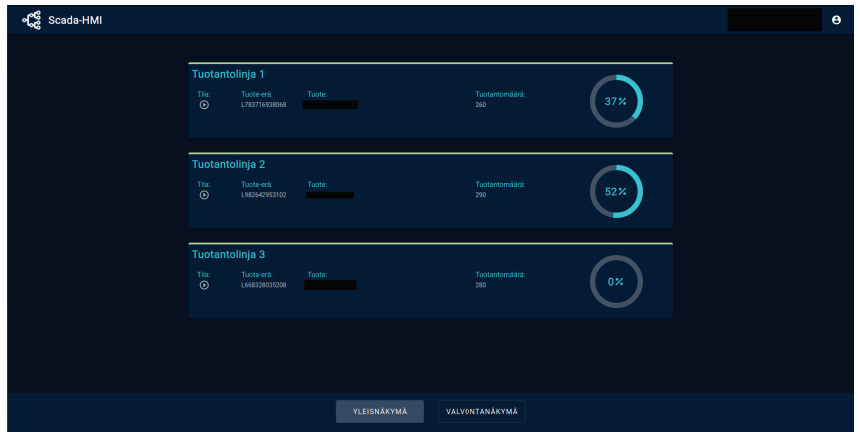 Scada-HMI
Tuotantolinja 1
Tila: Tuote-erä: Tuote: Tuotantomäärä:
L783716938068 260
37%
Tuotantolinja 2
Tila: Tuote-erä: Tuote: Tuotantomäärä:
L982642953102 290
52%
Tuotantolinja 3
Tila: Tuote-erä: Tuote: Tuotantomäärä:
L668328035208 280
0%
YLEISNÄKYMÄ VALVONTANÄKYMÄ